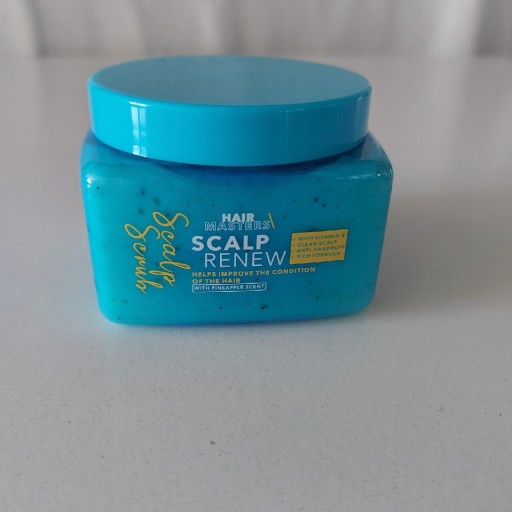 Scalp
Scrub
HAIR
MASTERS
SCALP
RENEW
HELPS IMPROVE THE CONDITION
OF THE HAIR
WITH PINEAPPLE SCENT
WITH VITAMIN B
CLEAR SCALP
ANTI-DANDRUFF
RICH FORMULA